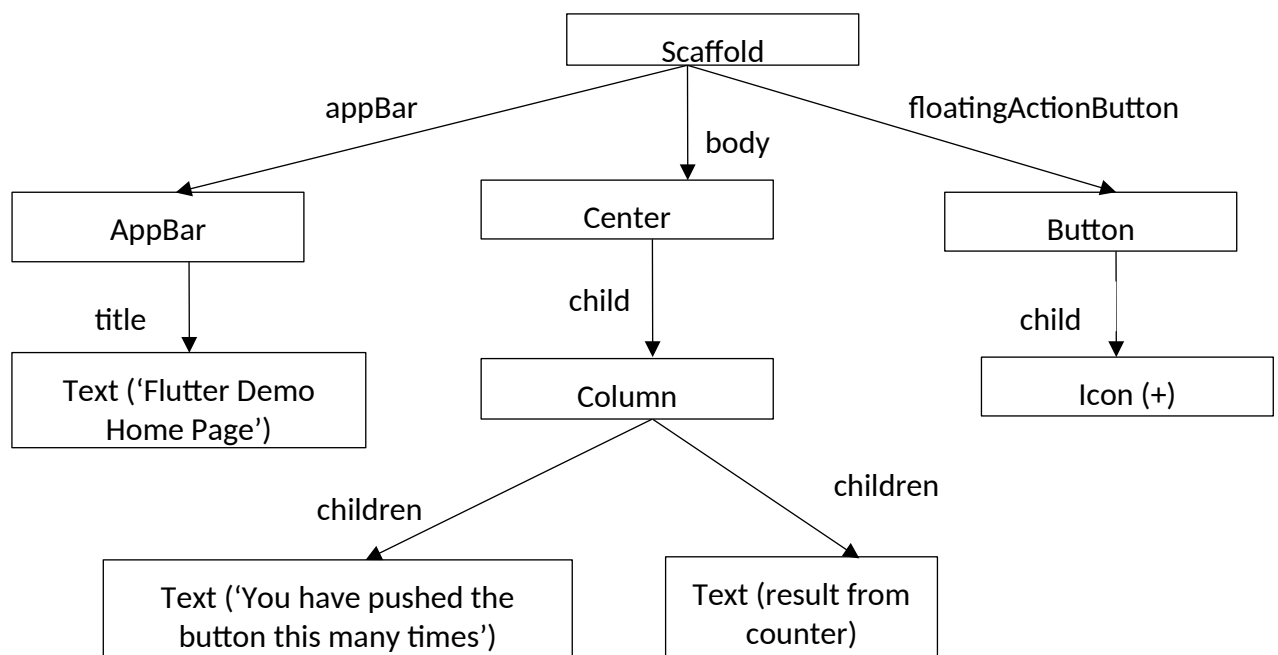 Scaffold
appBar
floatingActionButton
body
AppBar
Center
Button
title
child
child
Text (‘Flutter Demo
Home Page’)
Column
Icon (+)
children
children
Text (‘You have pushed the
button this many times’)
Text (result from
counter)